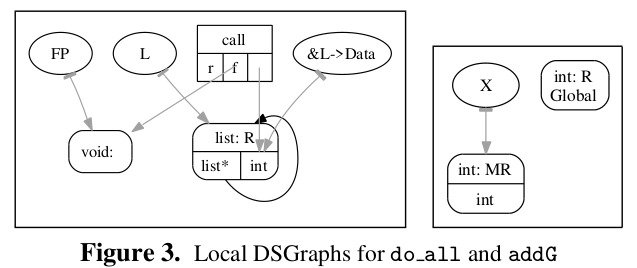 FP
L
call
r f
&L->Data
void:
list: R
list* int
X
int: R
Global
int: MR
int
Figure 3. Local DSGraphs for do_all and addG